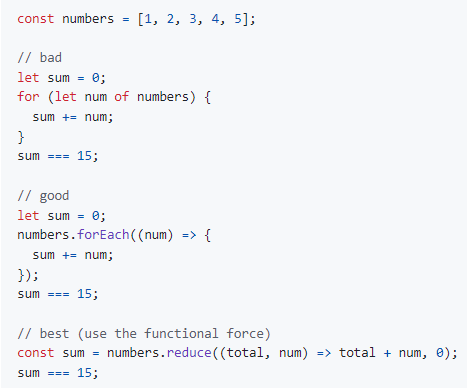 const numbers = [1, 2, 3, 4, 5];

// bad
let sum = 0;
for (let num of numbers) {
  sum += num;
}
sum === 15;

// good
let sum = 0;
numbers.forEach((num) => {
  sum += num;
});
sum === 15;

// best (use the functional force)
const sum = numbers.reduce((total, num) => total + num, 0);
sum === 15;